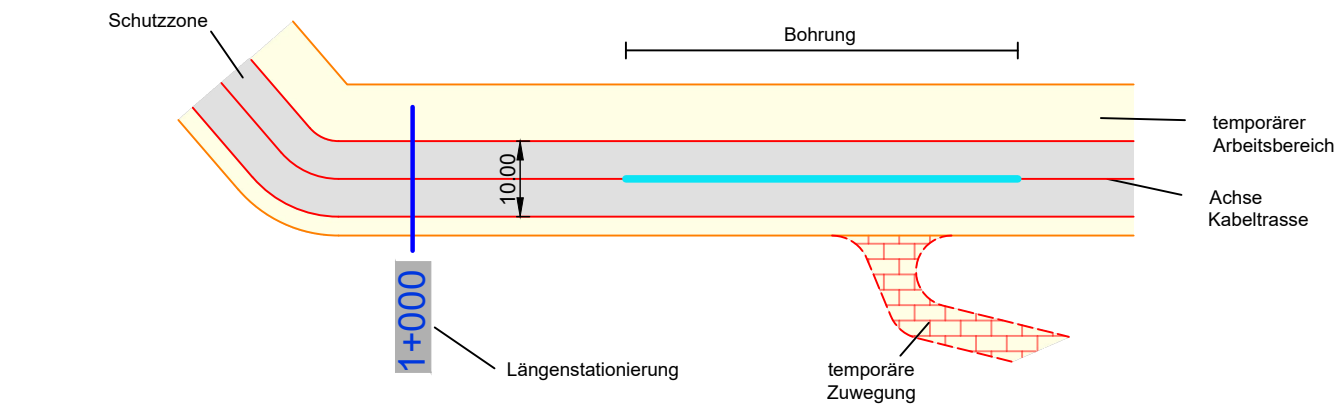 Schutzzone
Bohrung
temporärer
Arbeitsbereich
10.00
Achse
Kabeltrasse
1+000
Längenstationierung
temporäre
Zuwegung